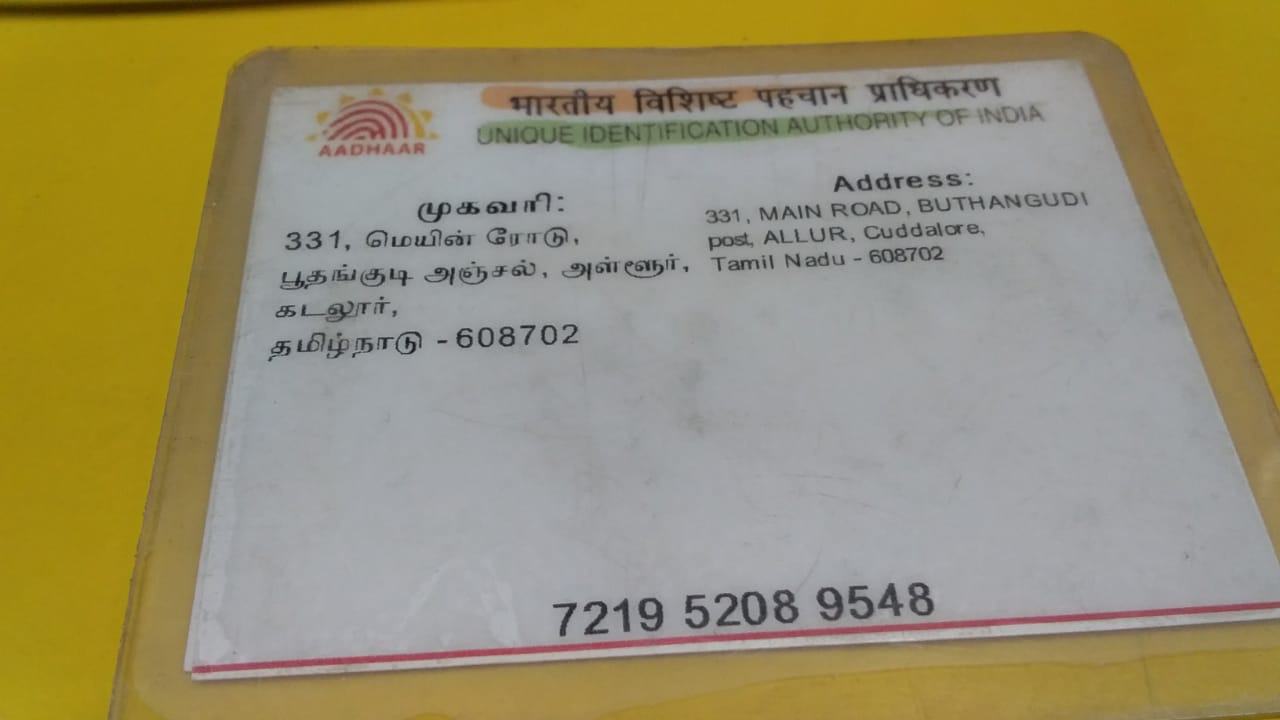 भारतीय विशिष्ट पहचान प्राधिकरण
UNIQUE IDENTIFICATION AUTHORITY OF INDIA
AADHAAR
முகவரி:
331, மெயின் ரோடு,
பூதங்குடி அஞ்சல், அள்ளூர்,
கடலூர்,
தமிழ்நாடு - 608702
Address:
331, MAIN ROAD, BUTHANGUDI
post, ALLUR, Cuddalore,
Tamil Nadu - 608702
7219 5208 9548